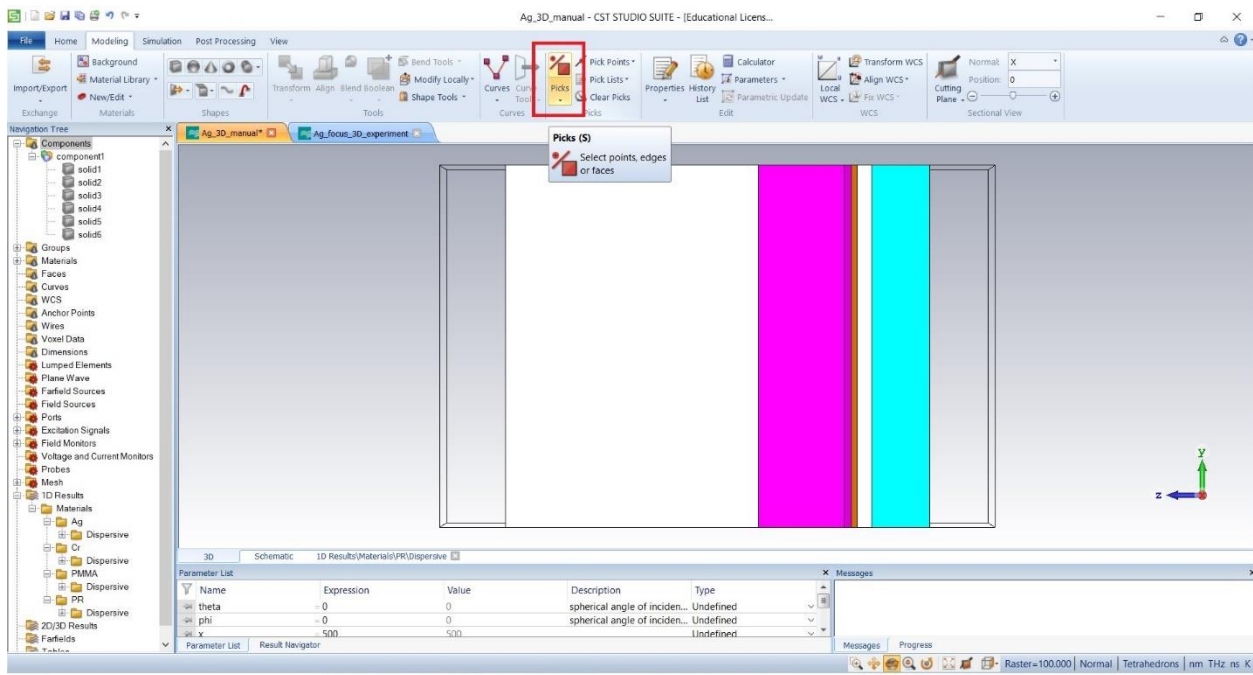 Ag_3D_manual - CST STUDIO SUITE - [Educational Licens...
File Home Modeling Simulation Post Processing View
Import/Export
Background
Material Library
New/Edit
Exchange Materials
Shapes
Transform Align Blend Boolean
Bend Tools
Modify Locally
Shape Tools
Tools
Curves
Curves
Picks
Pick Points
Pick Lists
Clear Picks
Picks
Properties History List
Calculator
Parameters
Parametric Update
Edit
Local WCS
Transform WCS
Align WCS
Fix WCS
WCS
Cutting Plane
Normal: X
Position: 0
Sectional View
Picks (S)
Select points, edges
or faces
Navigation Tree
Components
component1
solid1
solid2
solid3
solid4
solid5
solid6
Groups
Materials
Faces
Curves
WCS
Anchor Points
Wires
Voxel Data
Dimensions
Lumped Elements
Plane Wave
Farfield Sources
Field Sources
Ports
Excitation Signals
Field Monitors
Voltage and Current Monitors
Probes
Mesh
1D Results
Materials
Ag
Dispersive
Cr
Dispersive
PMMA
Dispersive
PR
Dispersive
2D/3D Results
Farfields
Ag_3D_manual* Ag_focus_3D_experiment
y
z
3D Schematic 1D Results\Materials\PR\Dispersive
Parameter List
Name Expression Value Description Type
theta = 0 0 spherical angle of inciden... Undefined
phi = 0 0 spherical angle of inciden... Undefined
x = 500 500 Undefined
Parameter List Result Navigator
Messages
Messages Progress
Raster=100.000 Normal Tetrahedrons nm THz ns K